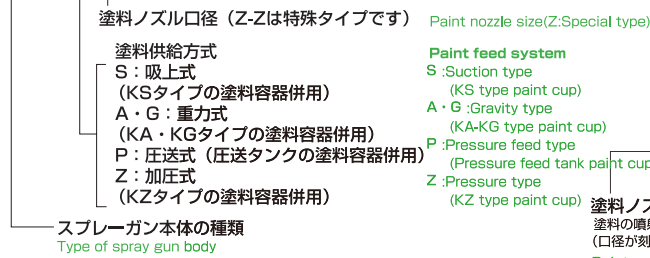 塗料ノズル口径（Z-Zは特殊タイプです） Paint nozzle size(Z:Special type)
塗料供給方式
S：吸上式
（KSタイプの塗料容器併用）
A・G：重力式
（KA・KGタイプの塗料容器併用）
P：圧送式（圧送タンクの塗料容器併用）
Z：加圧式
（KZタイプの塗料容器併用）
Paint feed system
S :Suction type
(KS type paint cup)
A・G :Gravity type
(KA-KG type paint cup)
P :Pressure feed type
(Pressure feed tank paint cup
Z :Pressure type
(KZ type paint cup)
スプレーガン本体の種類
Type of spray gun body
塗料ノズ
塗料の噴
（口径が刻